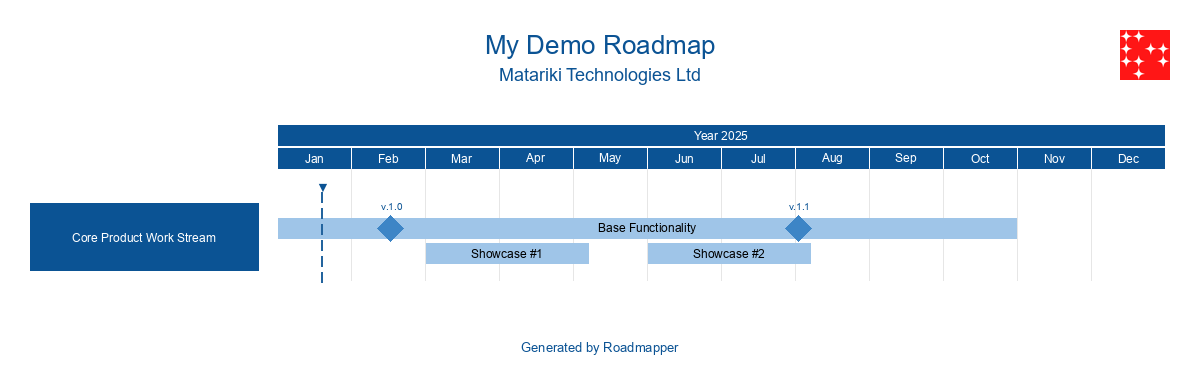 My Demo Roadmap
Matariki Technologies Ltd
Year 2025
Jan Feb Mar Apr May Jun Jul Aug Sep Oct Nov Dec
v.1.0 v.1.1
Base Functionality
Core Product Work Stream
Showcase #1 Showcase #2
Generated by Roadmapper